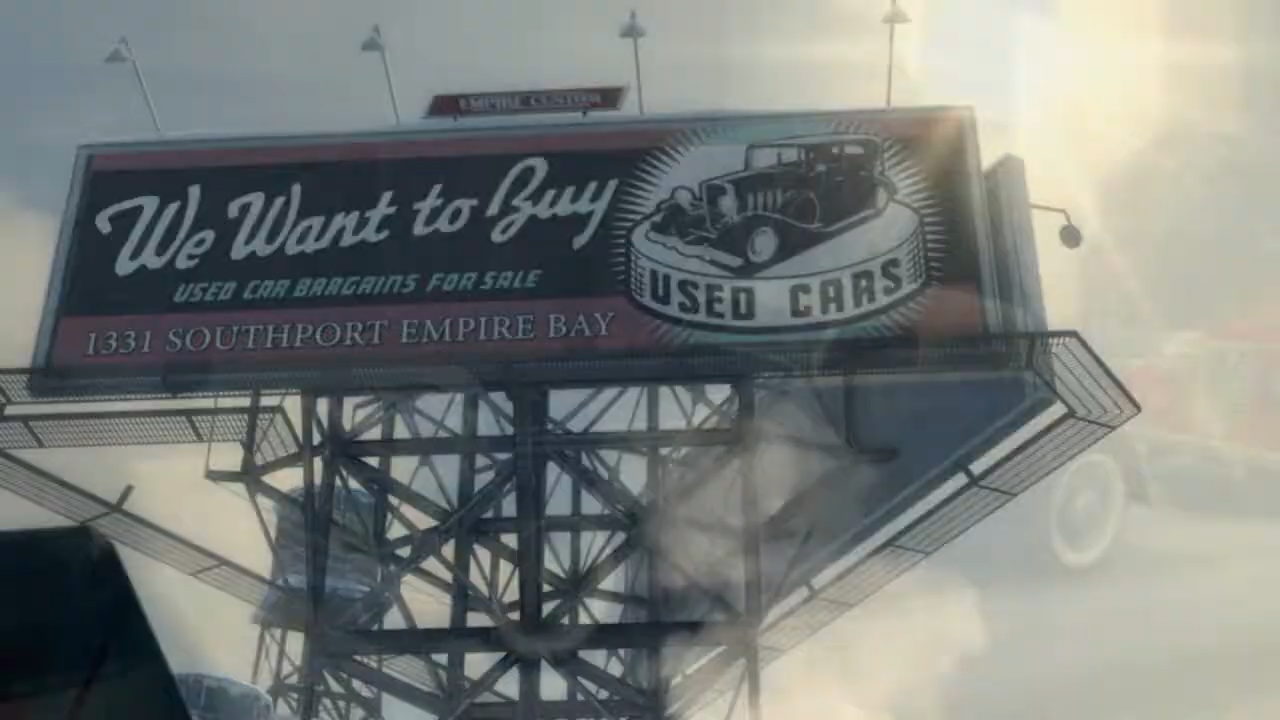 EMPIRE CUSTOM
We Want to Buy
USED CAR BARGAINS FOR SALE
1331 SOUTHPORT EMPIRE BAY
USED CARS